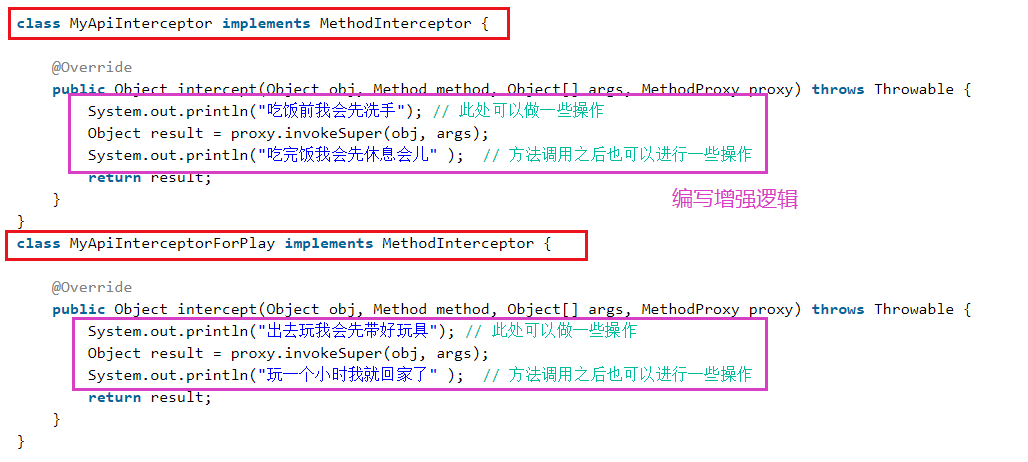 class MyApiInterceptor implements MethodInterceptor {
@Override
public Object intercept(Object obj, Method method, Object[] args, MethodProxy proxy) throws Throwable {
System.out.println("吃饭前我会先洗手"); // 此处可以做一些操作
Object result = proxy.invokeSuper(obj, args);
System.out.println("吃完饭我会先休息会儿" ); // 方法调用之后也可以进行一些操作
return result;
编写增强逻辑
}
}
class MyApiInterceptorForPlay implements MethodInterceptor {
@Override
public Object intercept(Object obj, Method method, Object[] args, MethodProxy proxy) throws Throwable {
System.out.println("出去玩我会先带好玩具"); // 此处可以做一些操作
Object result = proxy.invokeSuper(obj, args);
System.out.println("玩一个小时我就回家了" ); // 方法调用之后也可以进行一些操作
return result;
}
}